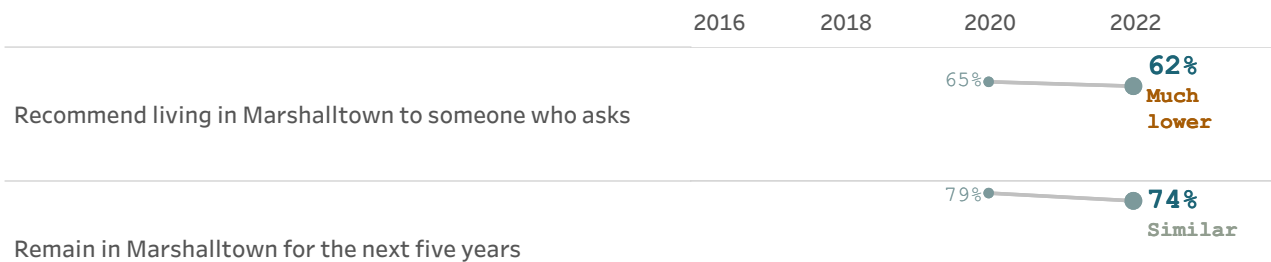 2016 2018 2020 2022
65% 62%
Much
lower
Recommend living in Marshalltown to someone who asks
79% 74%
Similar
Remain in Marshalltown for the next five years